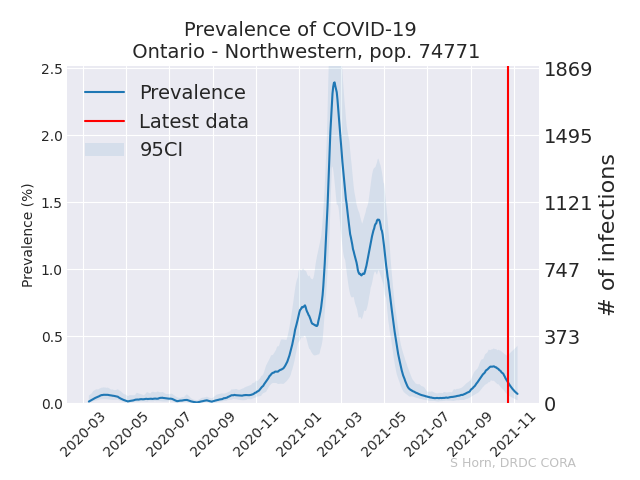 Prevalence of COVID-19
Ontario - Northwestern, pop. 74771
2.5
2.0
1.5
1.0
0.5
0.0
Prevalence (%)
Prevalence
Latest data
95CI
1869
1495
1121
747
373
0
# of infections
2020-03
2020-05
2020-07
2020-09
2020-11
2021-01
2021-03
2021-05
2021-07
2021-09
2021-11
S Horn, DRDC CORA